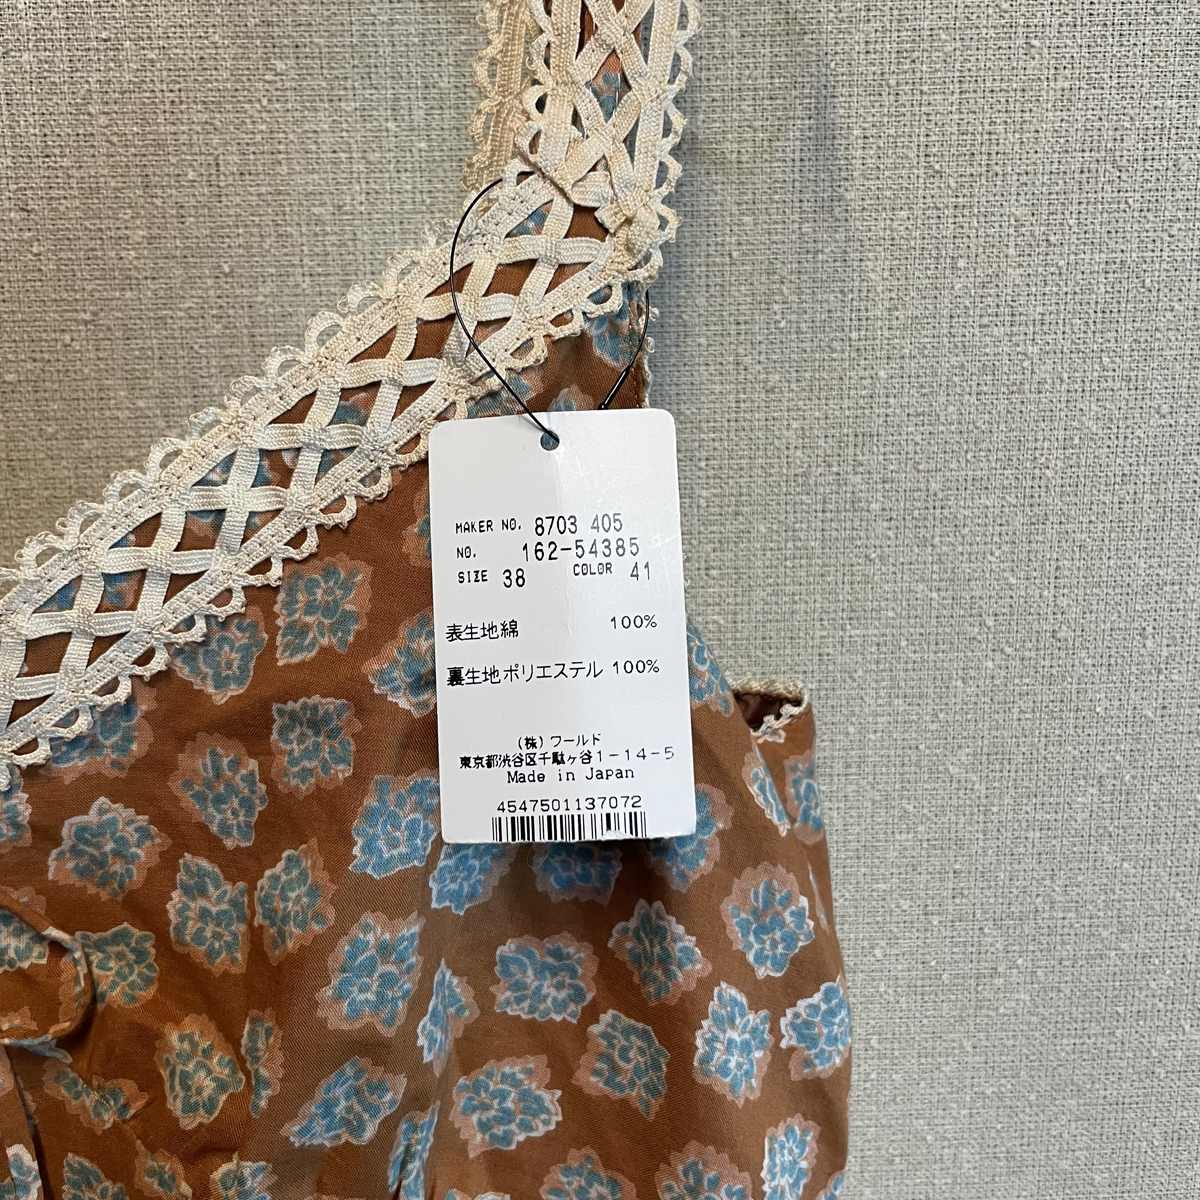 MAKER NO. 8703 405
NO. 162-54385
SIZE 38 COLOR 41
表生地綿 100%
裏生地ポリエステル 100%
(株)ワールド
東京都渋谷区千駄ヶ谷1-14-5
Made in Japan
4547501137072